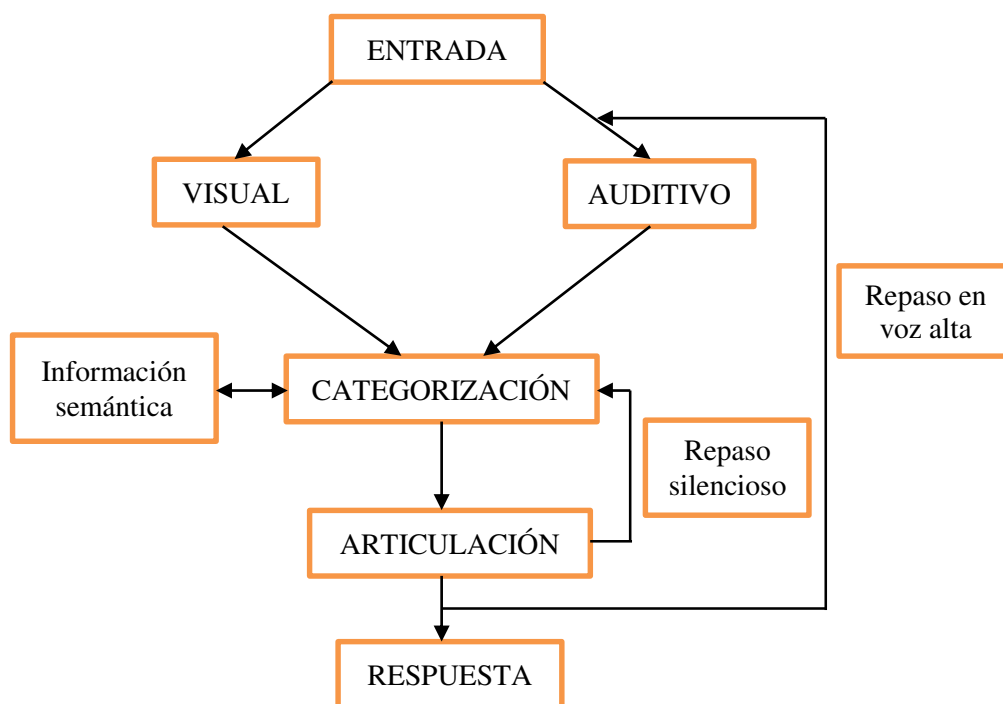 ENTRADA
VISUAL
AUDITIVO
Repaso en
voz alta
Información
semántica
CATEGORIZACIÓN
Repaso
silencioso
ARTICULACIÓN
RESPUESTA